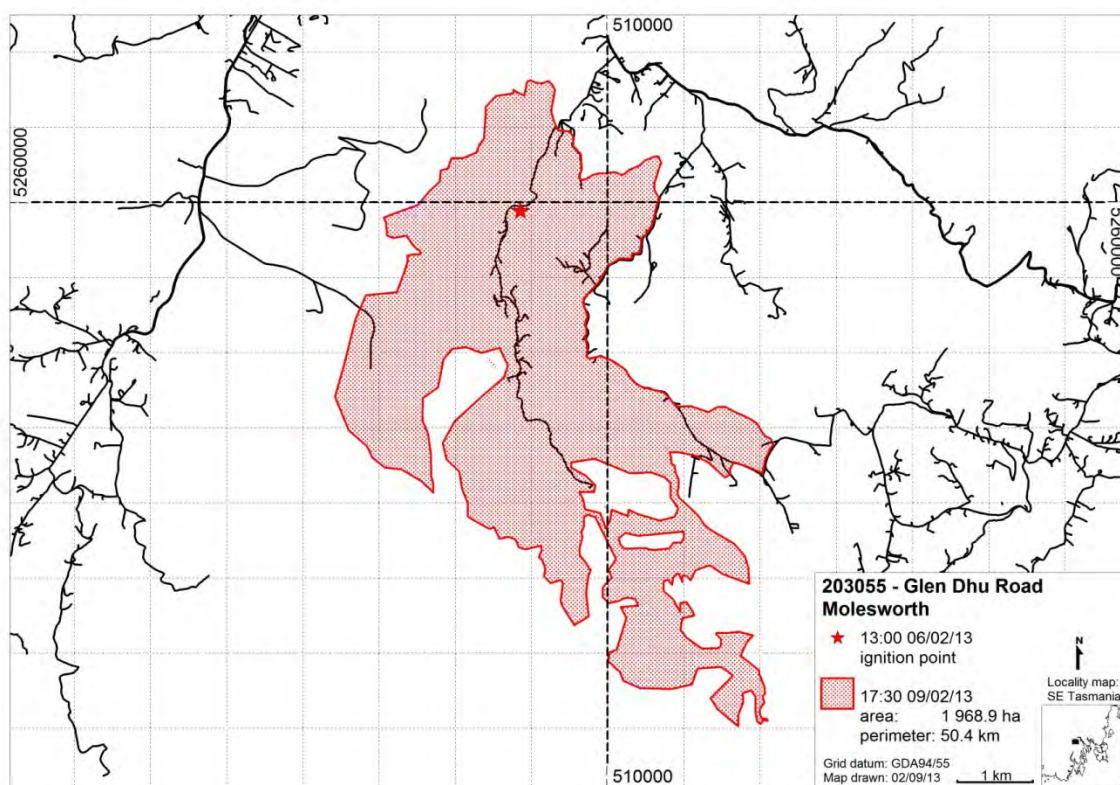 510000
5260000
5260000
203055 - Glen Dhu Road
Molesworth
13:00 06/02/13
ignition point
N
Locality map:
SE Tasmania
17:30 09/02/13
area: 1 968.9 ha
perimeter: 50.4 km
Grid datum: GDA94/55
Map drawn: 02/09/13
1 km
510000